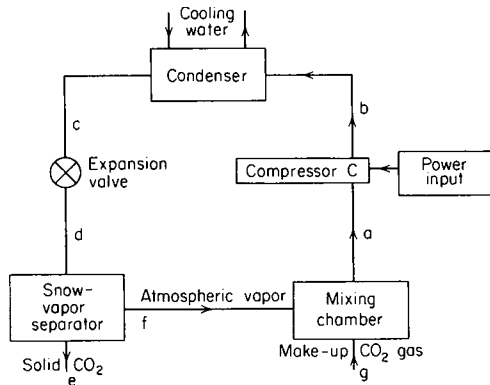 Cooling
water
Condenser
c
b
Expansion
valve
Compressor C
Power
input
d
a
Snow-
vapor
separator
Atmospheric vapor
f
Mixing
chamber
Solid CO₂
e
Make-up CO₂ gas
g